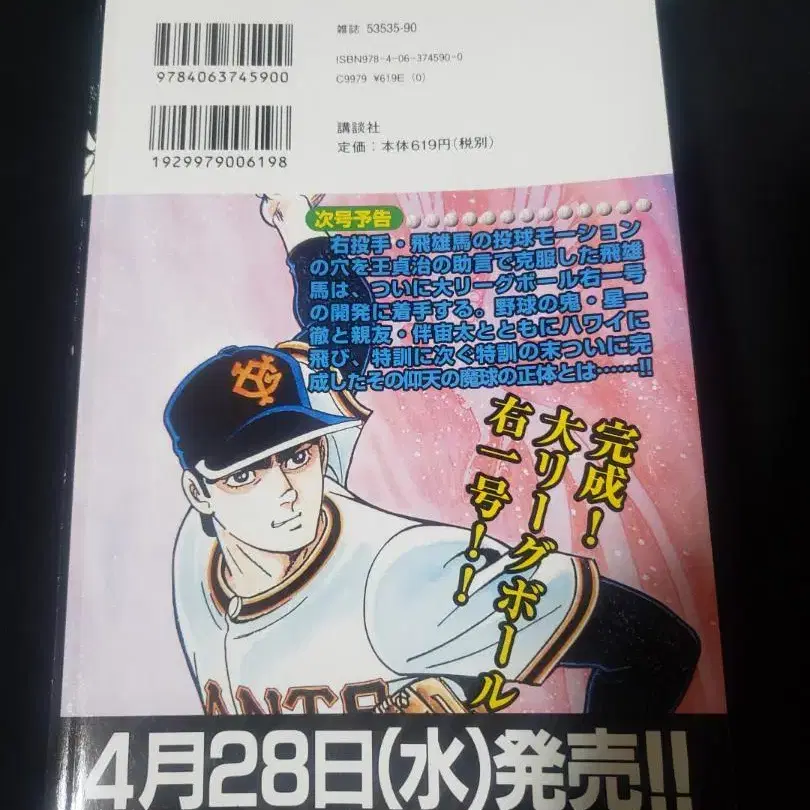 雑誌 53535-90
ISBN978-4-06-374590-0
C9979 ¥619E (0)
9784063745900
講談社
定価：本体619円(税別)
1929979006198
次号予告
右投手・飛雄馬の投球モーション
の穴を王貞治の助言で克服した飛雄
馬は、ついに大リーグボール右一号
の開発に着手する。野球の鬼・星一
徹と親友・伴宙太とともにハワイに
飛び、特訓に次ぐ特訓の末ついに完
成したその仰天の魔球の正体とは……!!
完成！
大リーグボール
右一号！！
YG
ANTS
4月28日(水)発売!!